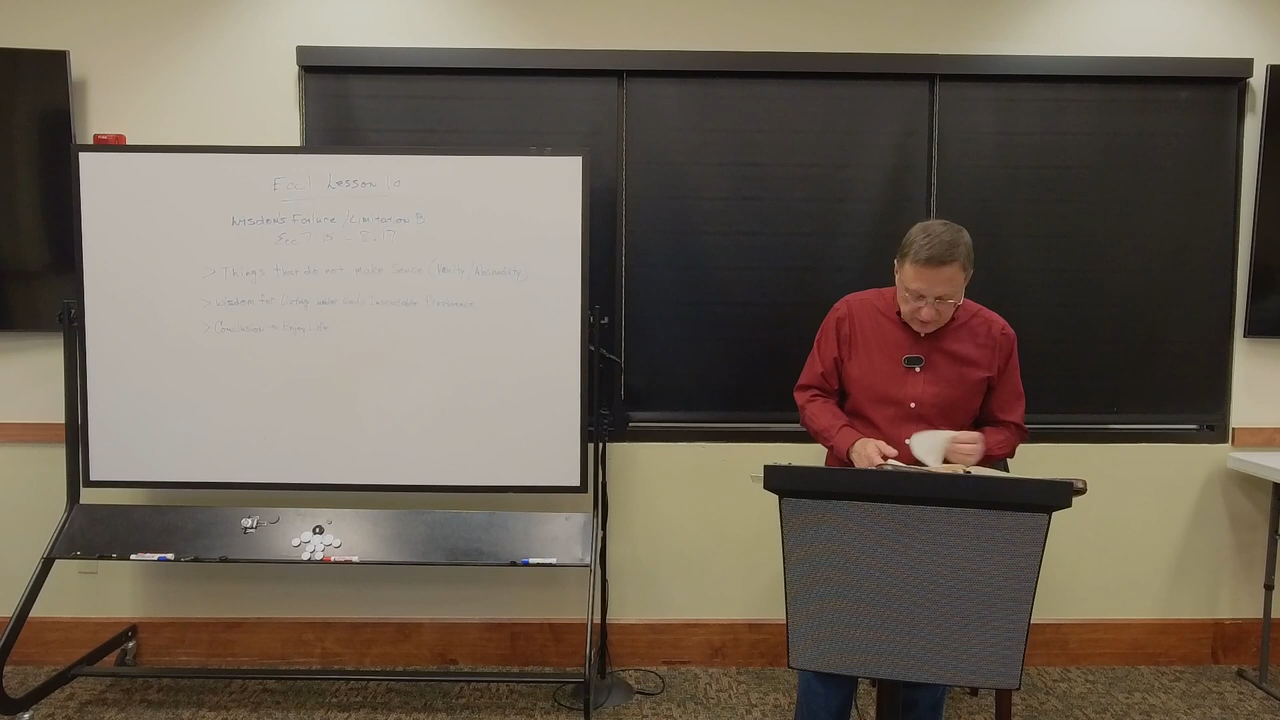 Eccl Lesson 10
Wisdom's Failure / Limitation B
Ecc 7:15 - 8:17
> Things that do not make sense (Vanity / Absurdity)
> Wisdom for Living under God's Inscrutable Providence
> Conclusion → Enjoy Life